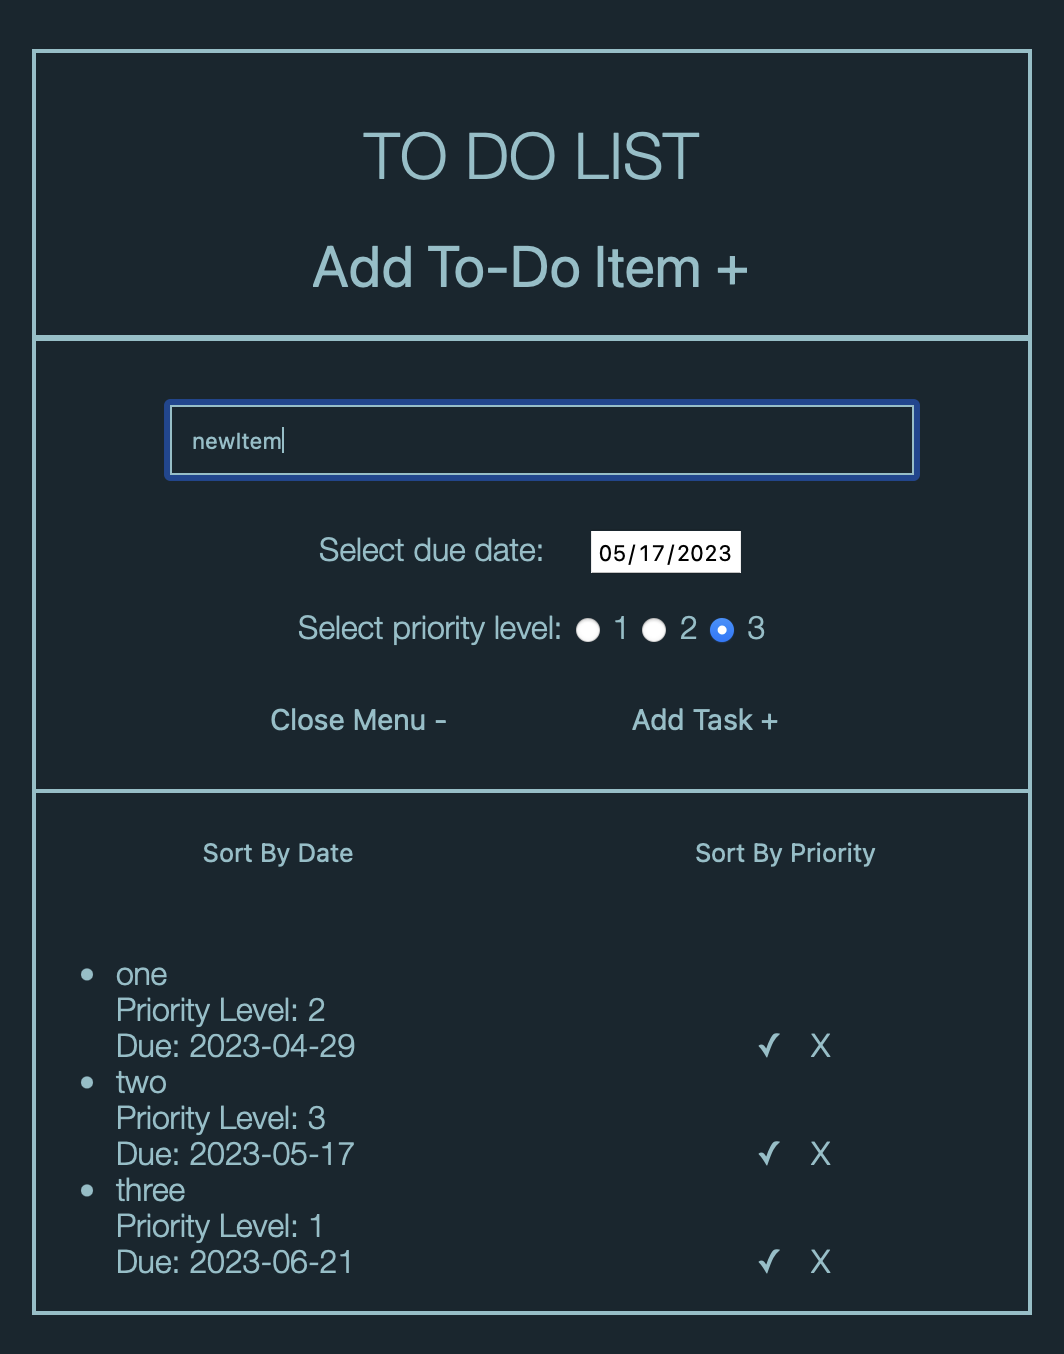 TO DO LIST
Add To-Do Item +
newItem
Select due date: 05/17/2023
Select priority level: 1 2 3
Close Menu - Add Task +
Sort By Date Sort By Priority
• one
Priority Level: 2
Due: 2023-04-29 ✓ X
• two
Priority Level: 3
Due: 2023-05-17 ✓ X
• three
Priority Level: 1
Due: 2023-06-21 ✓ X